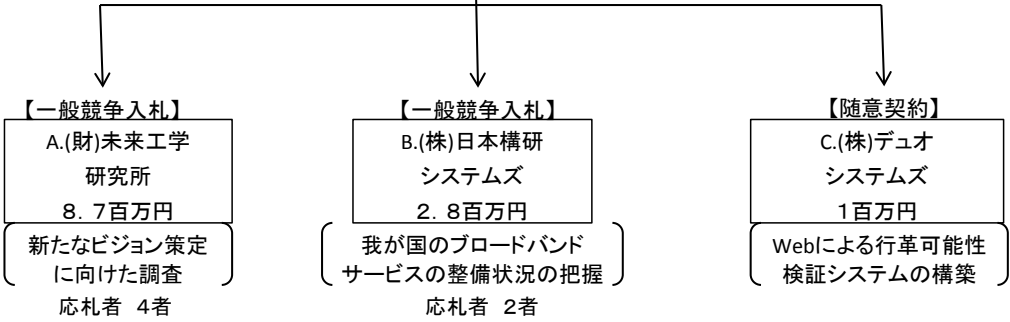 【一般競争入札】
A.(財)未来工学
研究所
8．7百万円
新たなビジョン策定
に向けた調査
応札者 4者
【一般競争入札】
B.(株)日本構研
システムズ
2．8百万円
我が国のブロードバンド
サービスの整備状況の把握
応札者 2者
【随意契約】
C.(株)デュオ
システムズ
1百万円
Webによる行革可能性
検証システムの構築